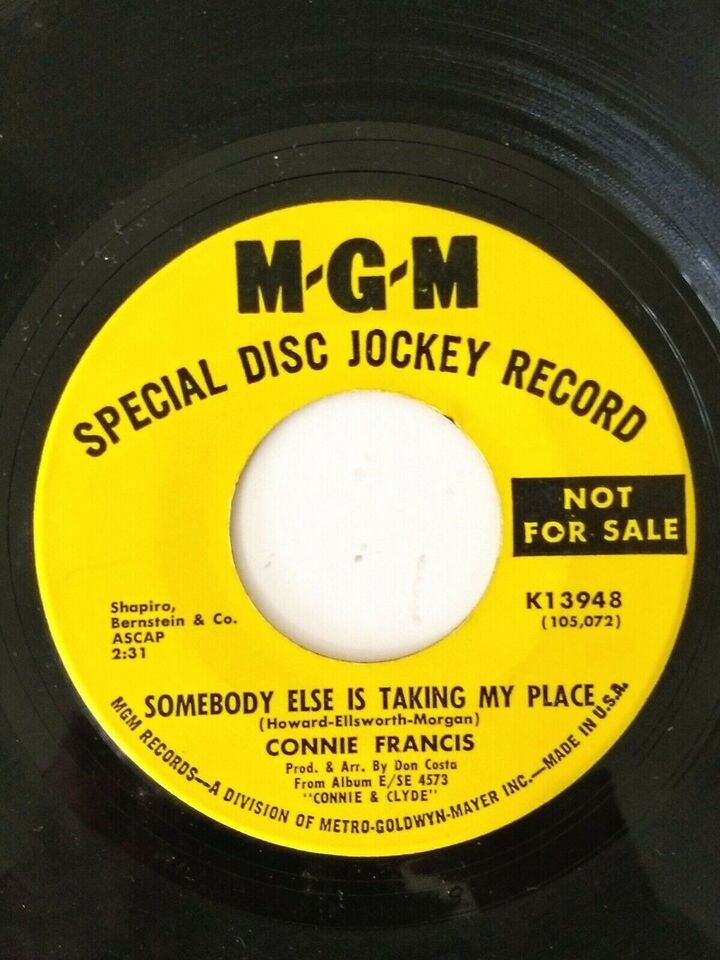 M-G-M
SPECIAL DISC JOCKEY RECORD
NOT
FOR SALE
Shapiro,
Bernstein & Co.
ASCAP
2:31
K13948
(105,072)
SOMEBODY ELSE IS TAKING MY PLACE
(Howard-Ellsworth-Morgan)
CONNIE FRANCIS
Prod. & Arr. By Don Costa
From Album E/SE 4573
"CONNIE & CLYDE"
MGM RECORDS—A DIVISION OF METRO-GOLDWYN-MAYER INC.—MADE IN U.S.A.